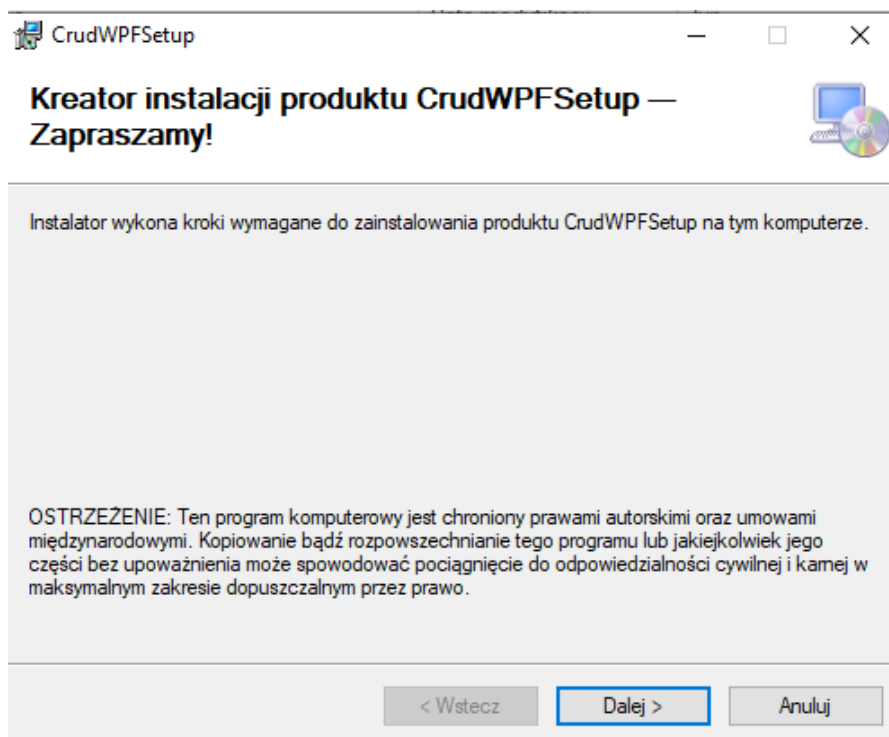 CrudWPFSetup
Kreator instalacji produktu CrudWPFSetup —
Zapraszamy!
Instalator wykona kroki wymagane do zainstalowania produktu CrudWPFSetup na tym komputerze.
OSTRZEŻENIE: Ten program komputerowy jest chroniony prawami autorskimi oraz umowami
międzynarodowymi. Kopiowanie bądź rozpowszechnianie tego programu lub jakiejkolwiek jego
części bez upoważnienia może spowodować pociągnięcie do odpowiedzialności cywilnej i karnej w
maksymalnym zakresie dopuszczalnym przez prawo.
< Wstecz
Dalej >
Anuluj